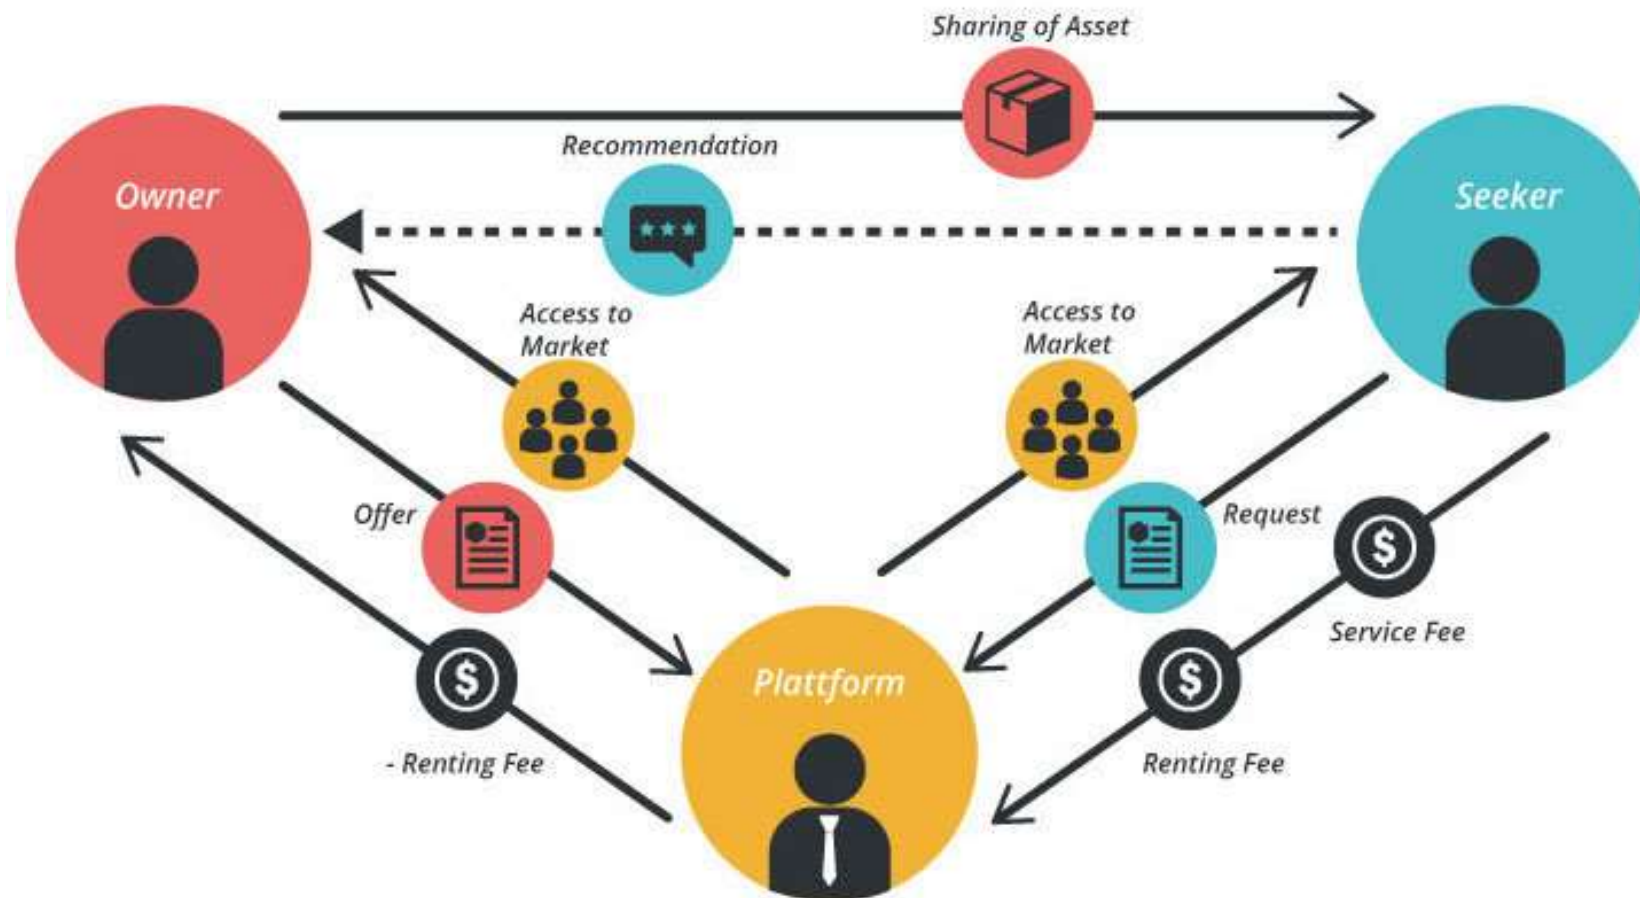 Sharing of Asset
Recommendation
Owner
Seeker
Access to
Market
Access to
Market
Offer
Request
Service Fee
Plattform
- Renting Fee
Renting Fee